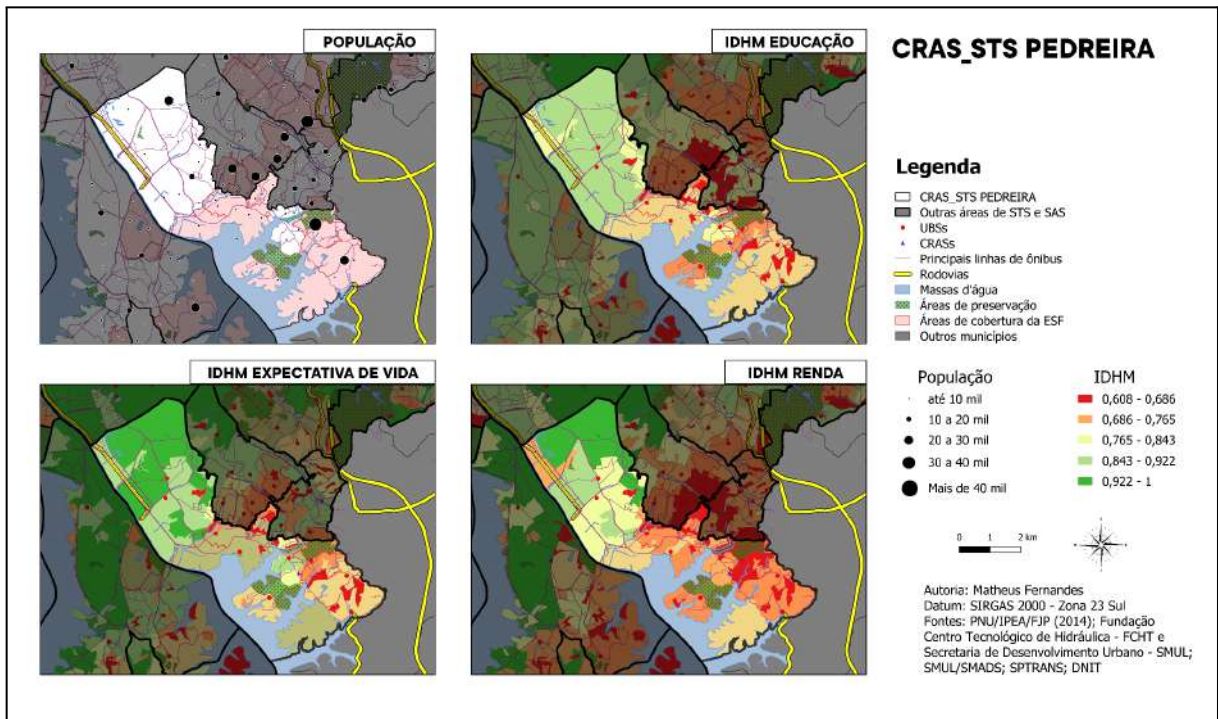 POPULAÇÃO
IDHM EDUCAÇÃO
CRAS_STS PEDREIRA
Legenda
CRAS_STS PEDREIRA
Outras áreas de STS e SAS
UBSs
CRASs
Principais linhas de ônibus
Rodovias
Massas d'água
Áreas de preservação
Áreas de cobertura da ESF
Outros municípios
IDHM EXPECTATIVA DE VIDA
IDHM RENDA
População
até 10 mil
10 a 20 mil
20 a 30 mil
30 a 40 mil
Mais de 40 mil
IDHM
0,608 - 0,686
0,686 - 0,765
0,765 - 0,843
0,843 - 0,922
0,922 - 1
0 1 2 km
Autoria: Matheus Fernandes
Datum: SIRGAS 2000 - Zona 23 Sul
Fontes: PNU/IPEA/FJP (2014); Fundação
Centro Tecnológico de Hidráulica - FCHT e
Secretaria de Desenvolvimento Urbano - SMUL;
SMUL/SMADS; SPTRANS; DNIT